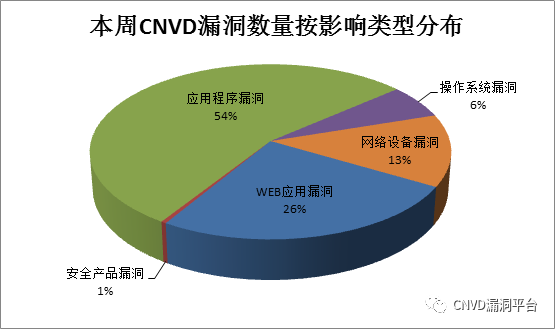 本周CNVD漏洞数量按影响类型分布
应用程序漏洞
54%
操作系统漏洞
6%
网络设备漏洞
13%
WEB应用漏洞
26%
安全产品漏洞
1%
CNVD漏洞平台